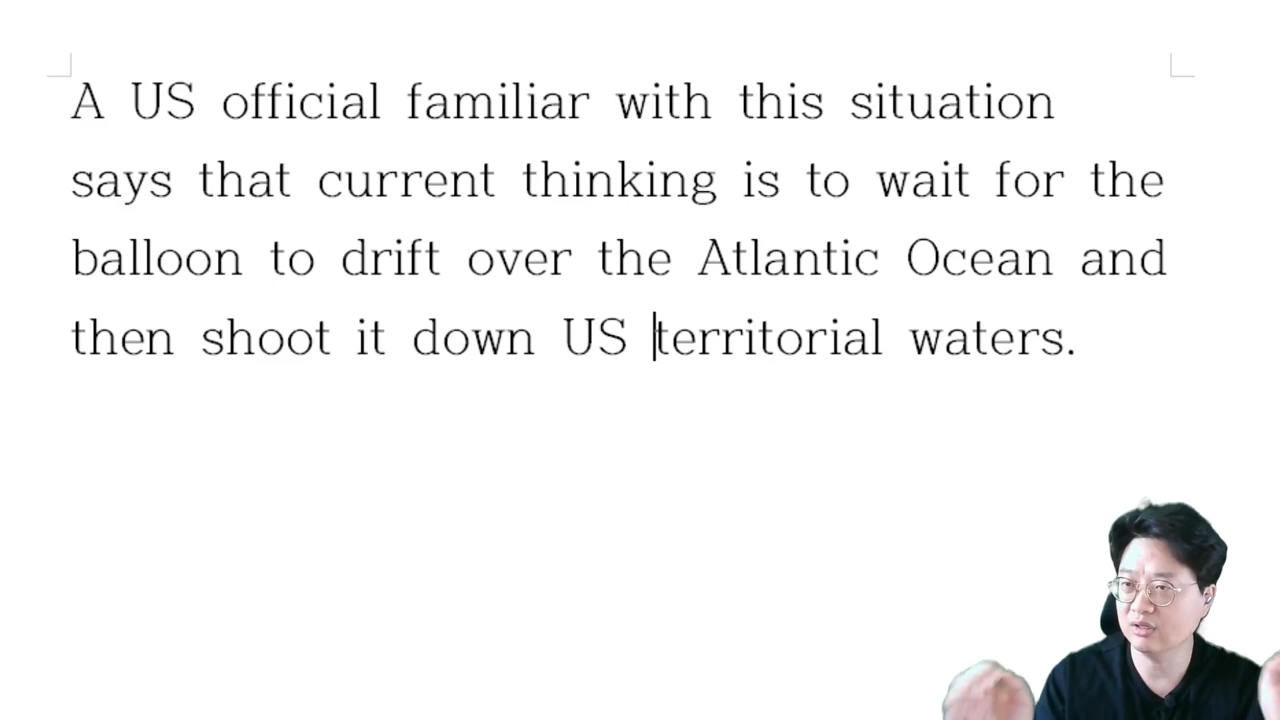 A US official familiar with this situation
says that current thinking is to wait for the
balloon to drift over the Atlantic Ocean and
then shoot it down US territorial waters.